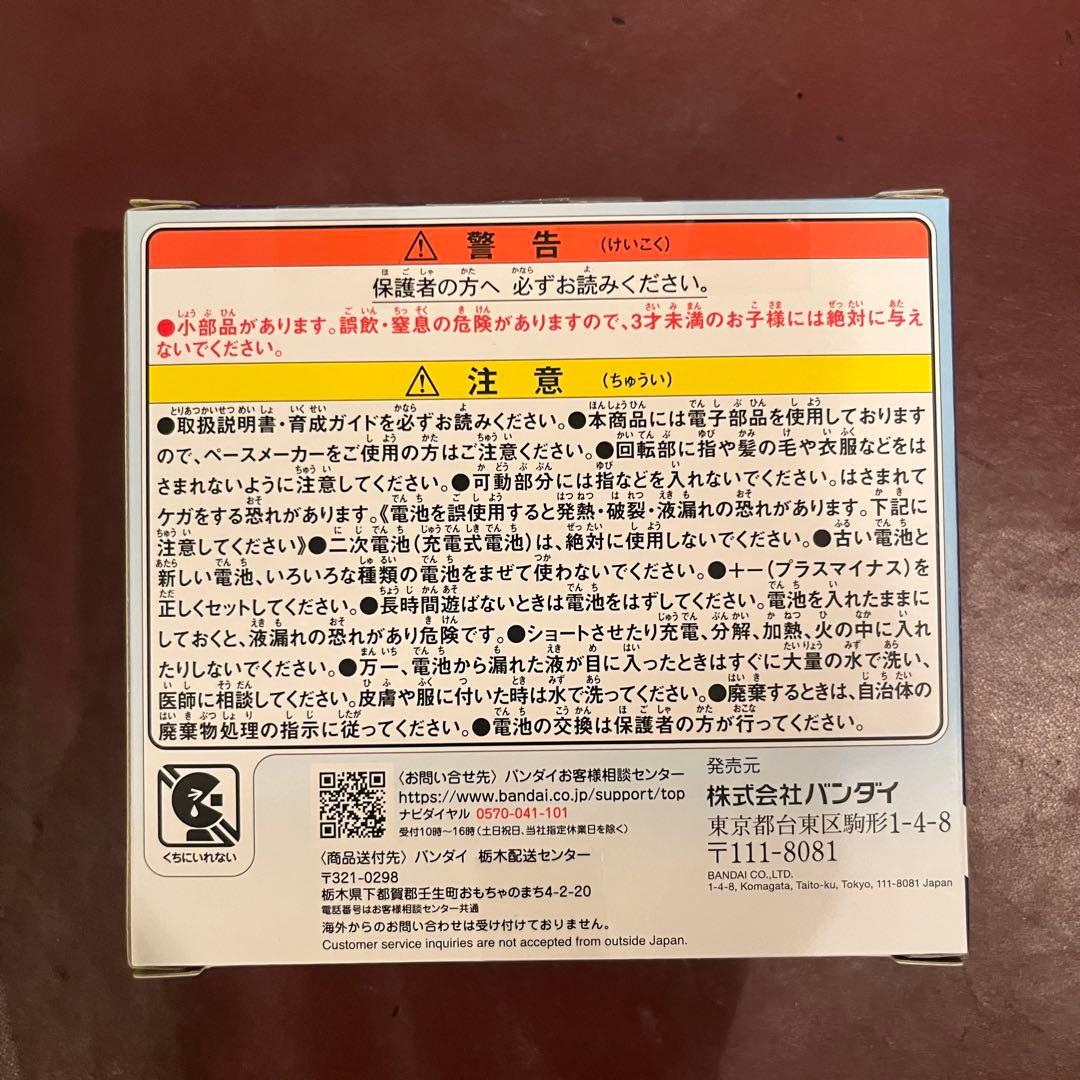 警告 (けいこく)
保護者の方へ 必ずお読みください。
●小部品があります。誤飲・窒息の危険がありますので、3才未満のお子様には絶対に与え
ないでください。
注意 (ちゅうい)
●取扱説明書・育成ガイドを必ずお読みください。●本商品には電子部品を使用しております
ので、ペースメーカーをご使用の方はご注意ください。●回転部に指や髪の毛や衣服などをは
さまれないように注意してください。●可動部分には指などを入れないでください。はさまれて
ケガをする恐れがあります。《電池を誤使用すると発熱・破裂・液漏れの恐れがあります。下記に
注意してください》●二次電池(充電式電池)は、絶対に使用しないでください。●古い電池と
新しい電池、いろいろな種類の電池をまぜて使わないでください。●+-(プラスマイナス)を
正しくセットしてください。●長時間遊ばないときは電池をはずしてください。電池を入れたままに
しておくと、液漏れの恐れがあり危険です。●ショートさせたり充電、分解、加熱、火の中に入れ
たりしないでください。●万一、電池から漏れた液が目に入ったときはすぐに大量の水で洗い、
医師に相談してください。皮膚や服に付いた時は水で洗ってください。●廃棄するときは、自治体の
廃棄物処理の指示に従ってください。●電池の交換は保護者の方が行ってください。
くちにいれない
〈お問い合せ先〉バンダイお客様相談センター
https://www.bandai.co.jp/support/top
ナビダイヤル 0570-041-101
受付10時～16時(土日祝日、当社指定休業日を除く)
〈商品送付先〉バンダイ 栃木配送センター
〒321-0298
栃木県下都賀郡壬生町おもちゃのまち4-2-20
電話番号はお客様相談センター共通
海外からのお問い合わせは受け付けておりません。
Customer service inquiries are not accepted from outside Japan.
発売元
株式会社バンダイ
東京都台東区駒形1-4-8
〒111-8081
BANDAI CO.,LTD.
1-4-8, Komagata, Taito-ku, Tokyo, 111-8081 Japan